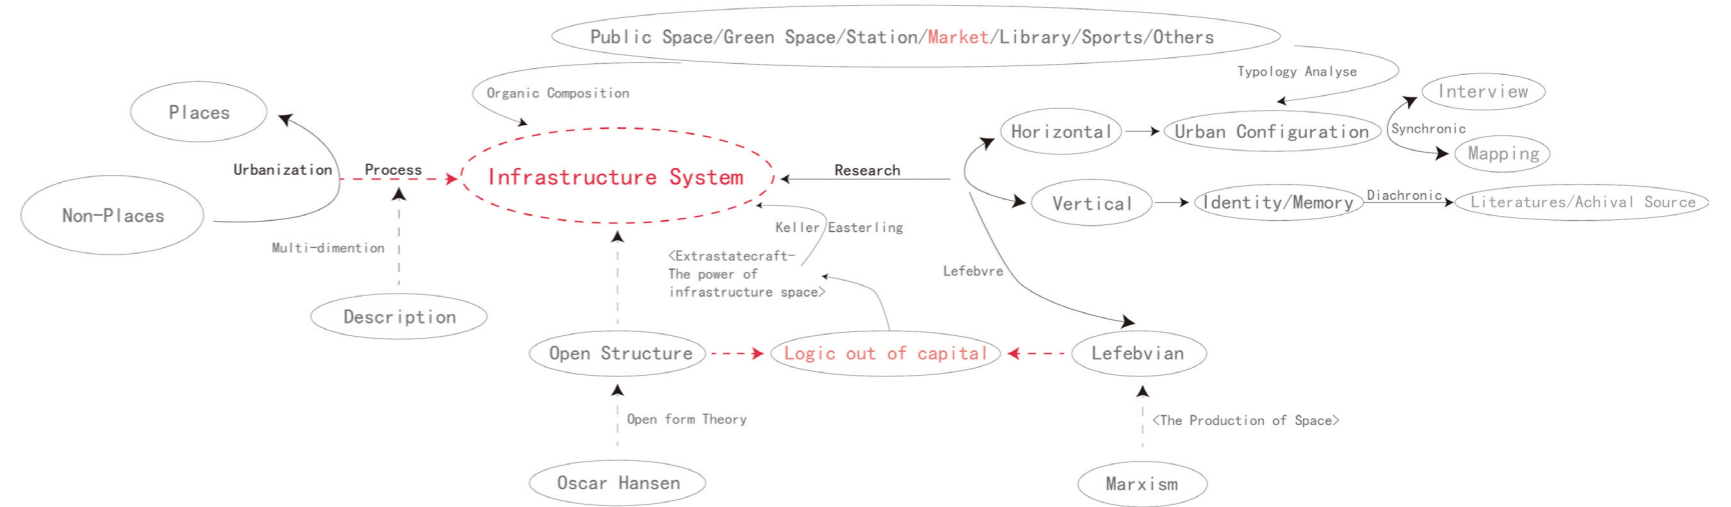 Public Space/Green Space/Station/Market/Library/Sports/Others
Typology Analyse
Organic Composition
Interview
Places
Horizontal
Urban Configuration
Synchronic
Mapping
Urbanization
Process
Infrastructure System
Research
Non-Places
Vertical
Identity/Memory
Diachronic
Literatures/Achival Source
Keller Easterling
Multi-dimention
<Extrastatecraft-
The power of
infrastructure space>
Lefebvre
Description
Open Structure
Logic out of capital
Lefebvian
Open form Theory
<The Production of Space>
Oscar Hansen
Marxism